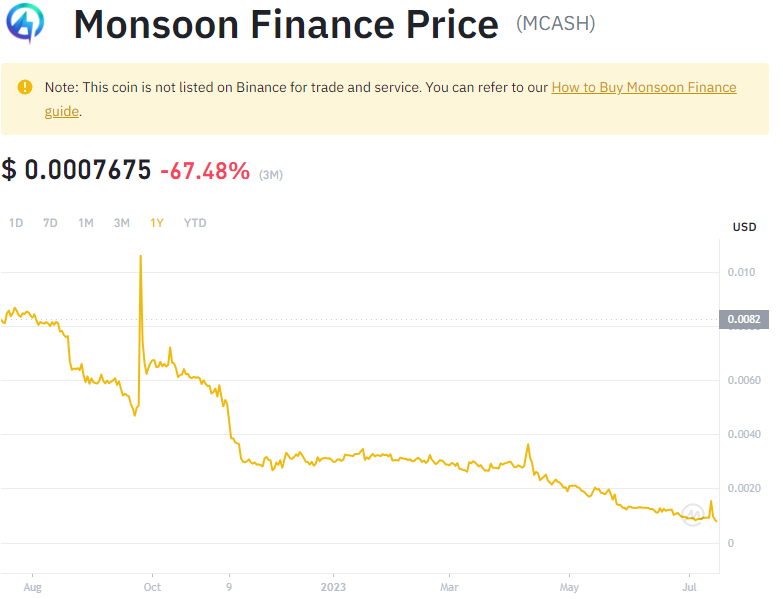 Monsoon Finance Price (MCASH)
Note: This coin is not listed on Binance for trade and service. You can refer to our How to Buy Monsoon Finance
guide.
$ 0.0007675 -67.48% (3M)
1D 7D 1M 3M 1Y YTD
USD
0.010
0.0082
0.0060
0.0040
0.0020
0
Aug Oct 9 2023 Mar May Jul